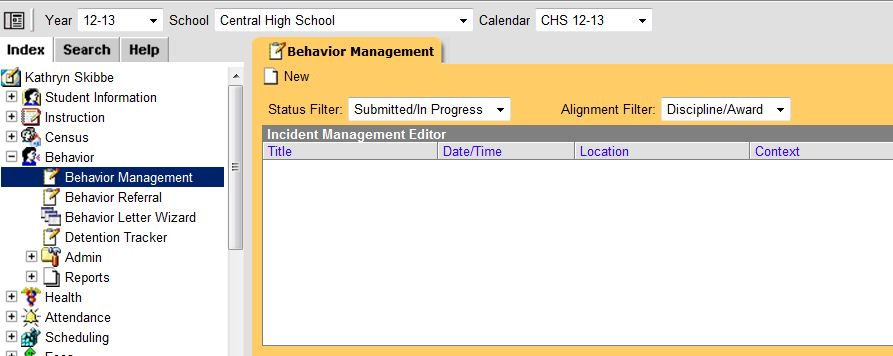 Year 12-13 School Central High School Calendar CHS 12-13
Index Search Help
Kathryn Skibbe
Student Information
Instruction
Census
Behavior
Behavior Management
Behavior Referral
Behavior Letter Wizard
Detention Tracker
Admin
Reports
Health
Attendance
Scheduling
Fees
Behavior Management
New
Status Filter: Submitted/In Progress Alignment Filter: Discipline/Award
Incident Management Editor
Title Date/Time Location Context